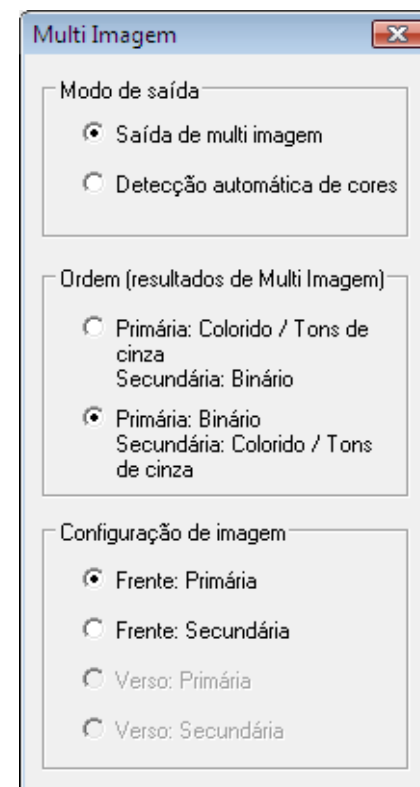 Multi Imagem
Modo de saída
Saída de multi imagem
Detecção automática de cores
Ordem (resultados de Multi Imagem)
Primária: Colorido / Tons de
cinza
Secundária: Binário
Primária: Binário
Secundária: Colorido / Tons
de cinza
Configuração de imagem
Frente: Primária
Frente: Secundária
Verso: Primária
Verso: Secundária